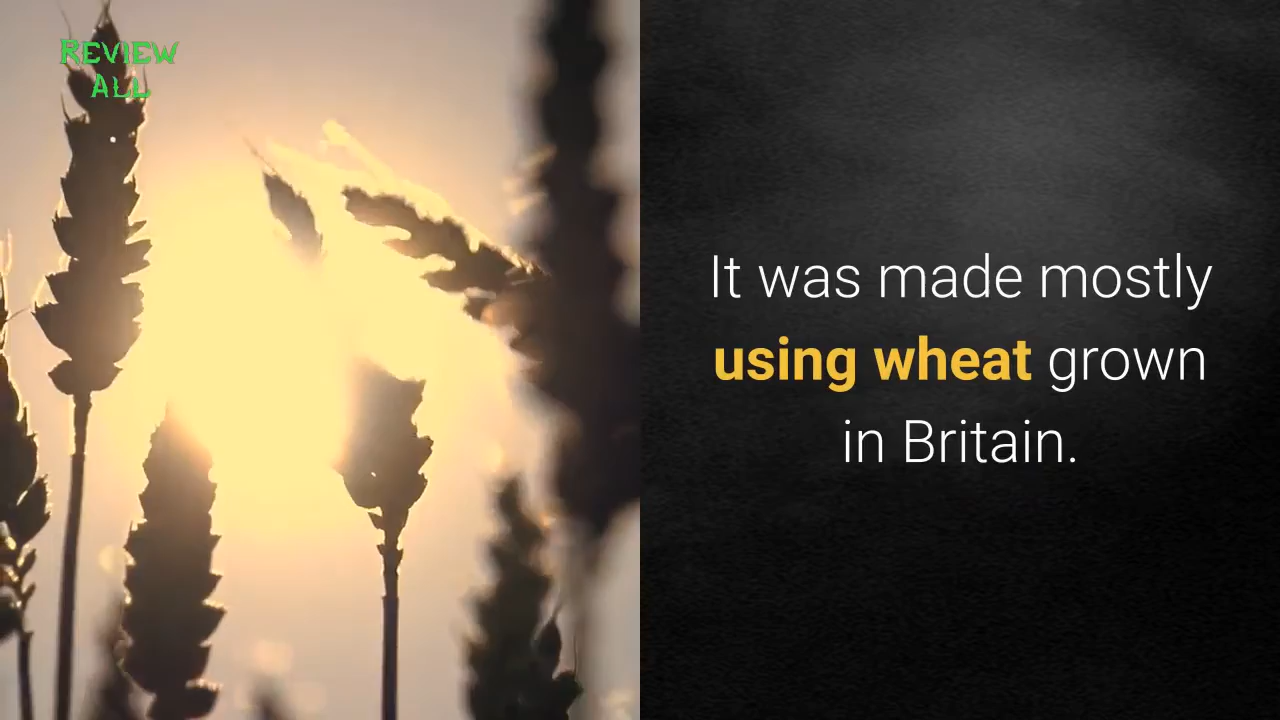 REVIEW
ALL
It was made mostly
using wheat grown
in Britain.